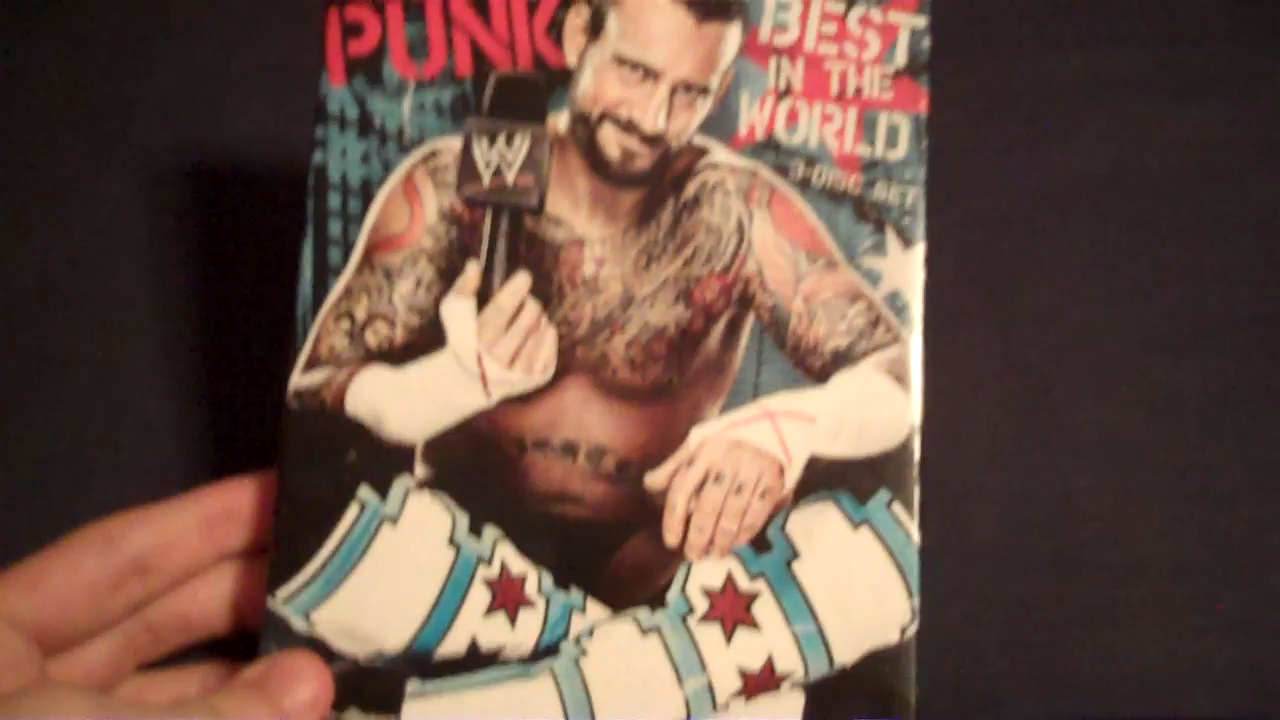 PUNK
BEST
IN THE
WORLD
3-DISC SET
W